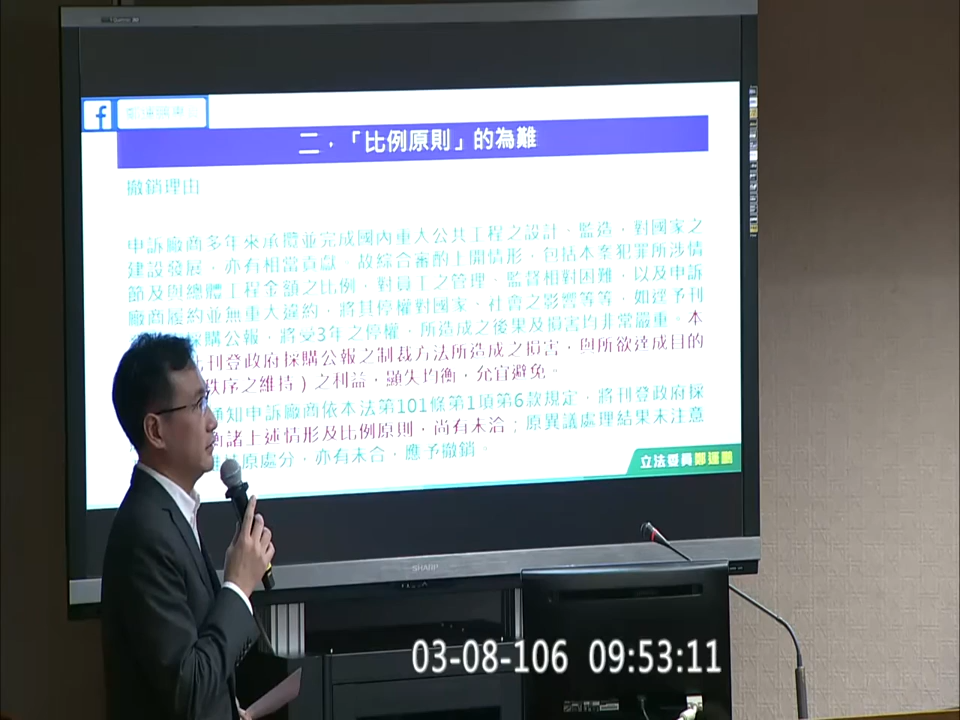 二．「比例原則」的為難
撤銷理由
申訴廠商多年來承攬並完成國內重大公共工程之設計、監造，對國家之
建設發展，亦有相當貢獻。故綜合審酌上開情形，包括本案犯罪所涉情
節及與總體工程金額之比例，對員工之管理、監督相對困難，以及申訴
廠商履約並無重大違約，將其停權對國家、社會之影響等等，如逕予刊
採購公報，將受3年之停權，所造成之後果及損害均非常嚴重。本
刊登政府採購公報之制裁方法所造成之損害，與所欲達成目的
秩序之維持）之利益，顯失均衡，允宜避免。
通知申訴廠商依本法第101條第1項第6款規定，將刊登政府採
衡諸上述情形及比例原則，尚有未洽；原異議處理結果未注意
原處分，亦有未合，應予撤銷。
立法委員鄭運鵬
SHARP
03-08-106 09:53:11